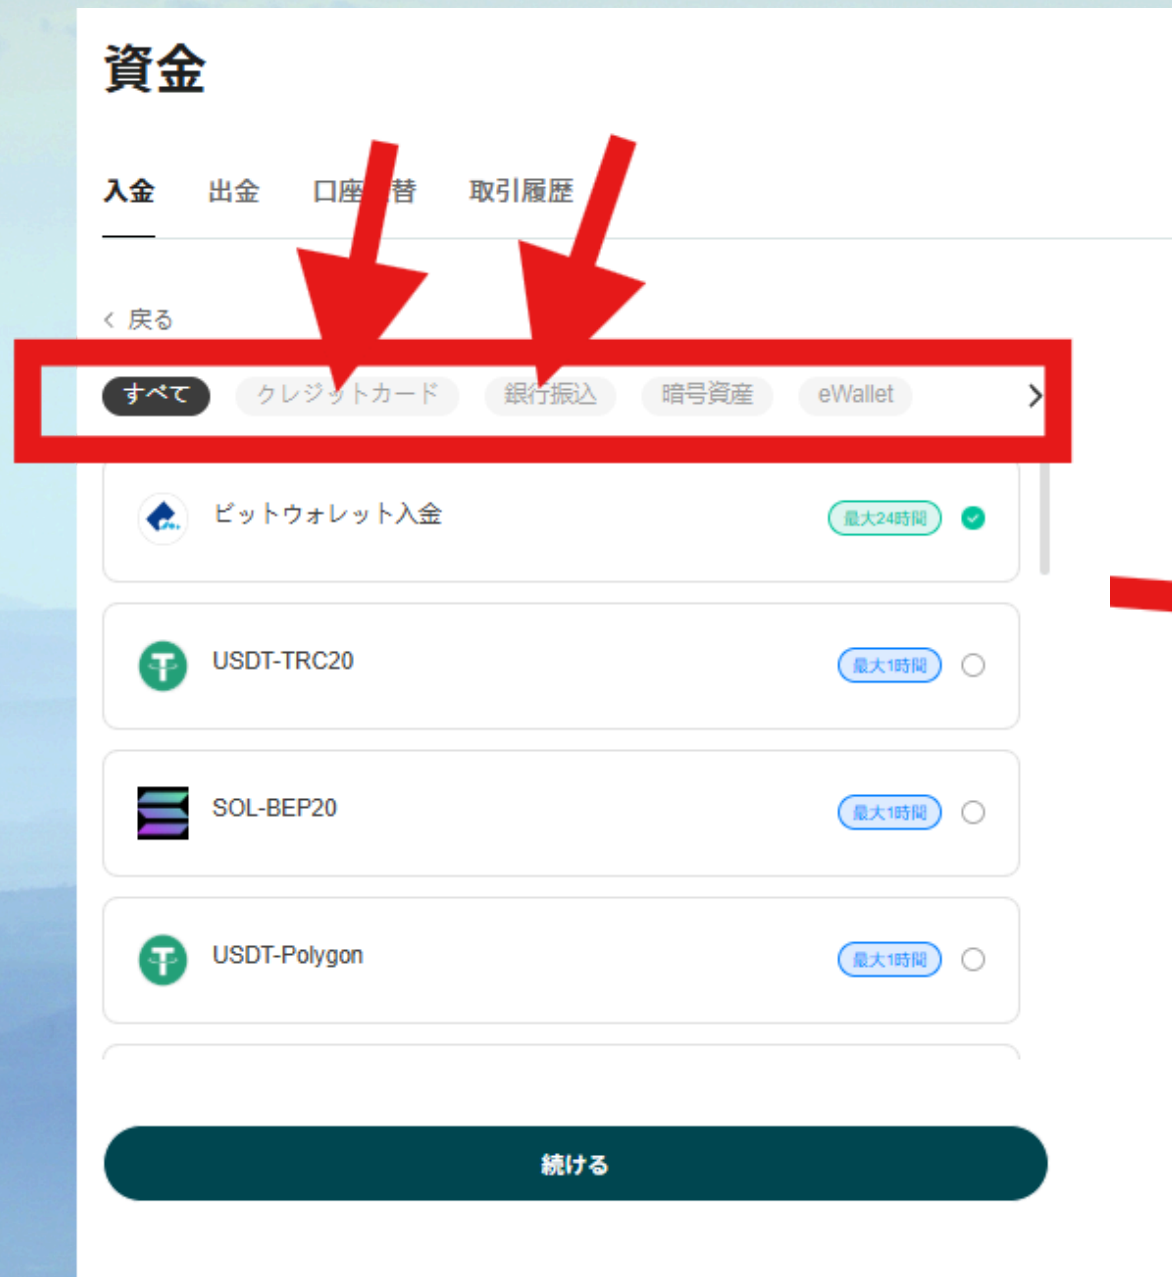 資金
入金 出金 口座 替 取引履歴
< 戻る
すべて クレジットカード 銀行振込 暗号資産 eWallet
ビットウォレット入金 最大24時間
USDT-TRC20 最大1時間
SOL-BEP20 最大1時間
USDT-Polygon 最大1時間
続ける